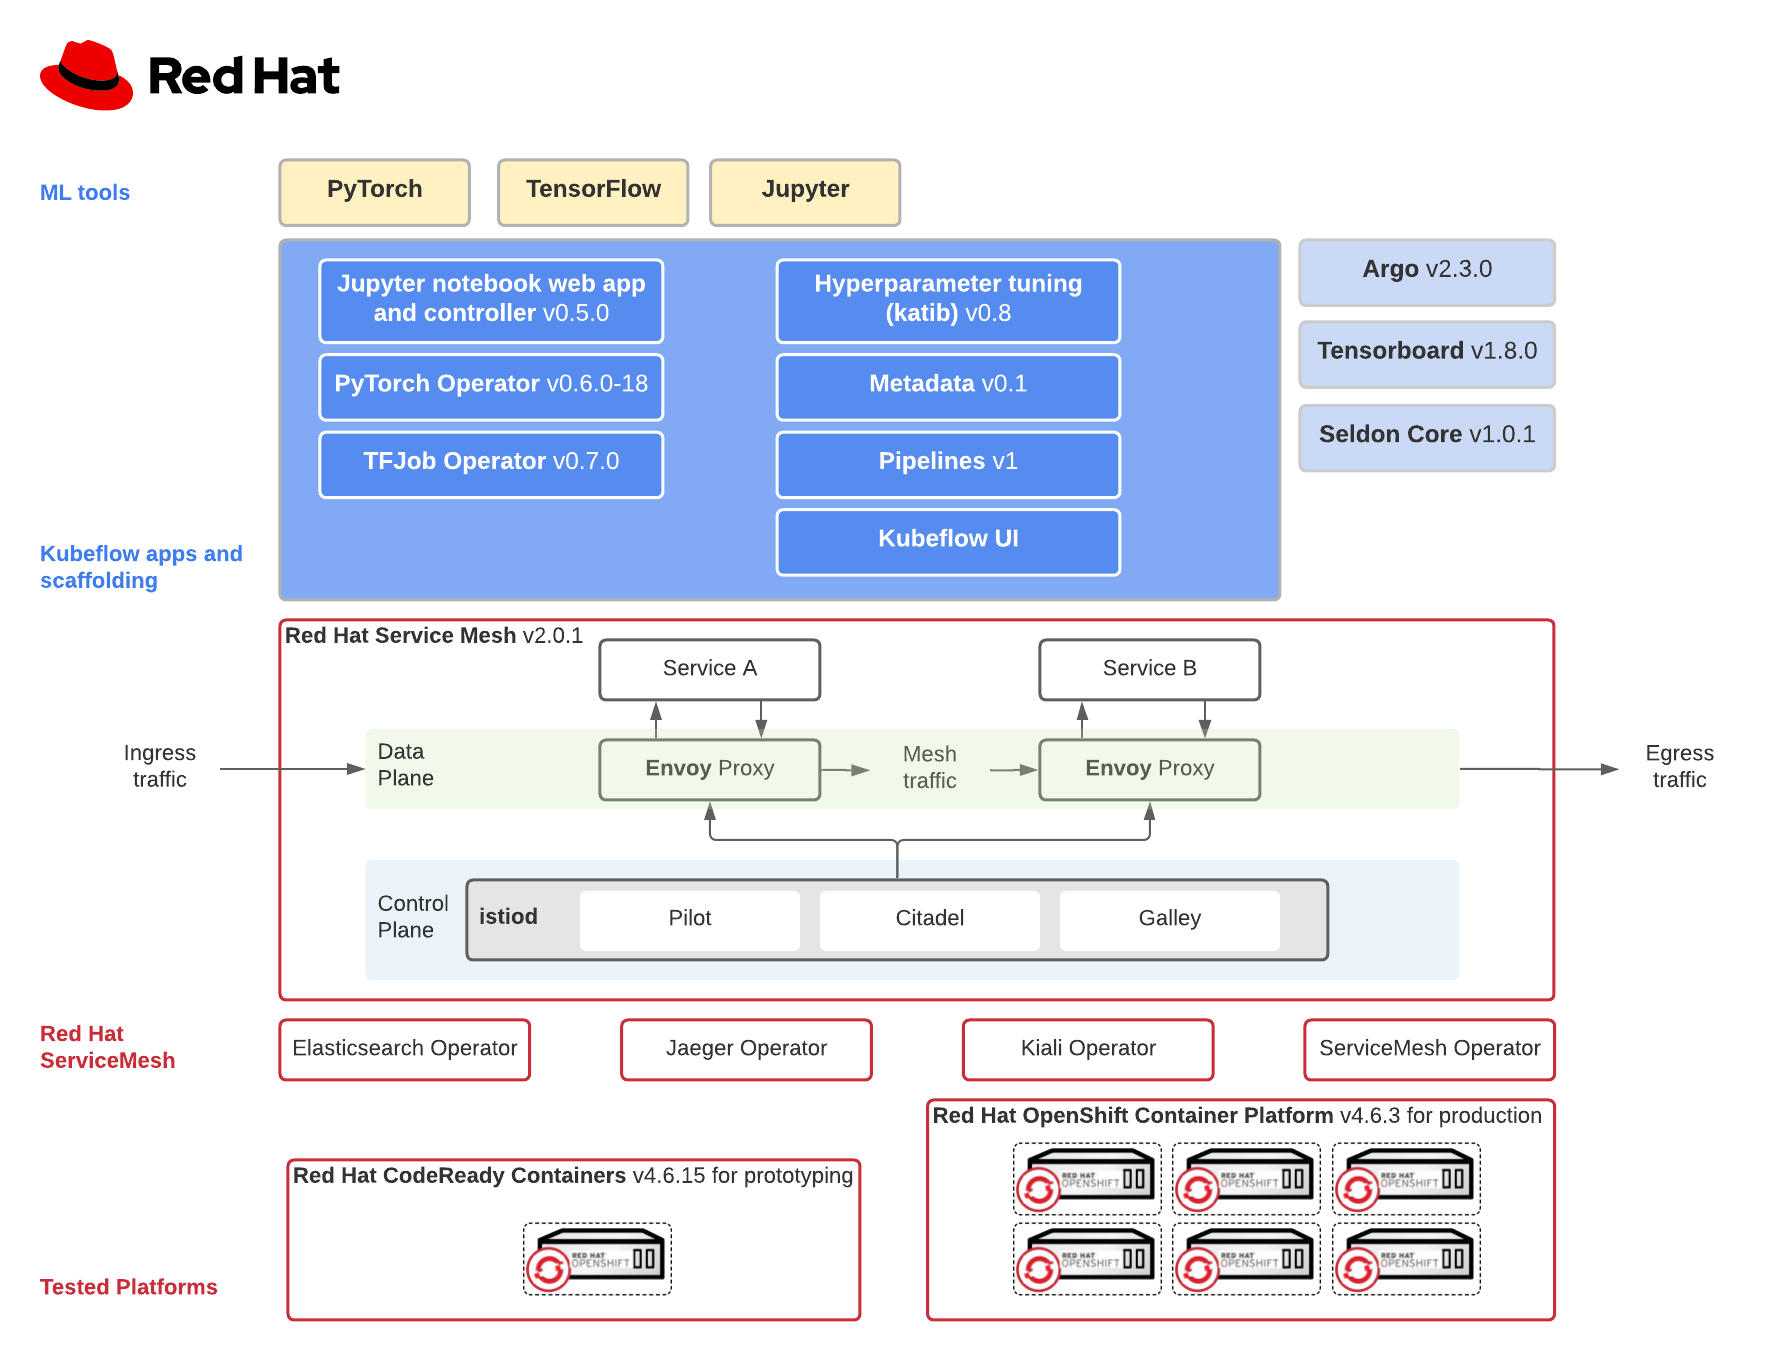 Red Hat
ML tools
PyTorch
TensorFlow
Jupyter
Jupyter notebook web app
and controller v0.5.0
Hyperparameter tuning
(katib) v0.8
Argo v2.3.0
PyTorch Operator v0.6.0-18
Metadata v0.1
Tensorboard v1.8.0
TFJob Operator v0.7.0
Pipelines v1
Seldon Core v1.0.1
Kubeflow UI
Kubeflow apps and
scaffolding
Red Hat Service Mesh v2.0.1
Service A
Service B
Ingress
traffic
Data
Plane
Envoy Proxy
Mesh
traffic
Envoy Proxy
Egress
traffic
Control
Plane
istiod
Pilot
Citadel
Galley
Red Hat
ServiceMesh
Elasticsearch Operator
Jaeger Operator
Kiali Operator
ServiceMesh Operator
Red Hat OpenShift Container Platform v4.6.3 for production
RED HAT
OPENSHIFT
RED HAT
OPENSHIFT
RED HAT
OPENSHIFT
RED HAT
OPENSHIFT
RED HAT
OPENSHIFT
RED HAT
OPENSHIFT
Red Hat CodeReady Containers v4.6.15 for prototyping
RED HAT
OPENSHIFT
Tested Platforms